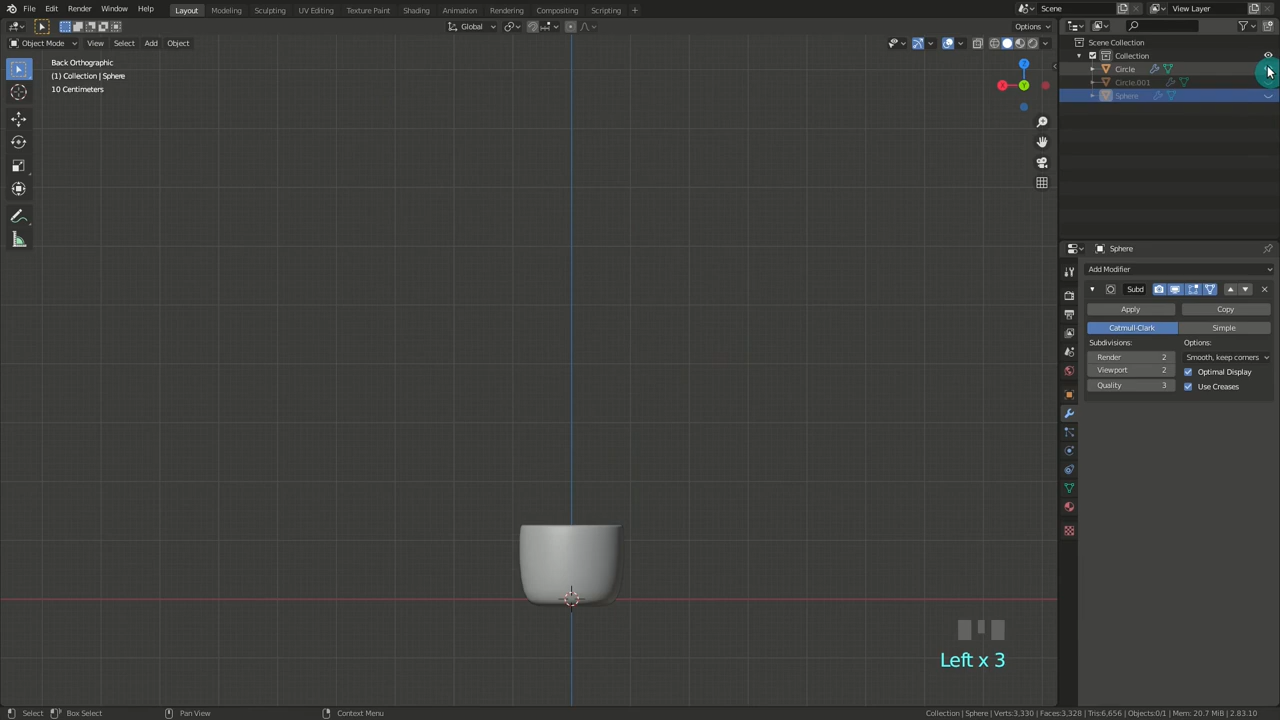 File Edit Render Window Help Layout Modeling Sculpting UV Editing Texture Paint Shading Animation Rendering Compositing Scripting + Scene View Layer
Global Options
Object Mode View Select Add Object
Back Orthographic
(1) Collection | Sphere
10 Centimeters
Z
X
Y
Scene Collection
Collection
Circle
Circle.001
Sphere
Sphere
Add Modifier
Subd
Apply Copy
Catmull-Clark Simple
Subdivisions: Options:
Render 2 Smooth, keep corners
Viewport 2 Optimal Display
Quality 3 Use Creases
Left x 3
Select Box Select Pan View Context Menu Collection | Sphere | Verts:3,330 | Faces:3,328 | Tris:6,656 | Objects:0/1 | Mem: 20.7 MiB | 2.83.10